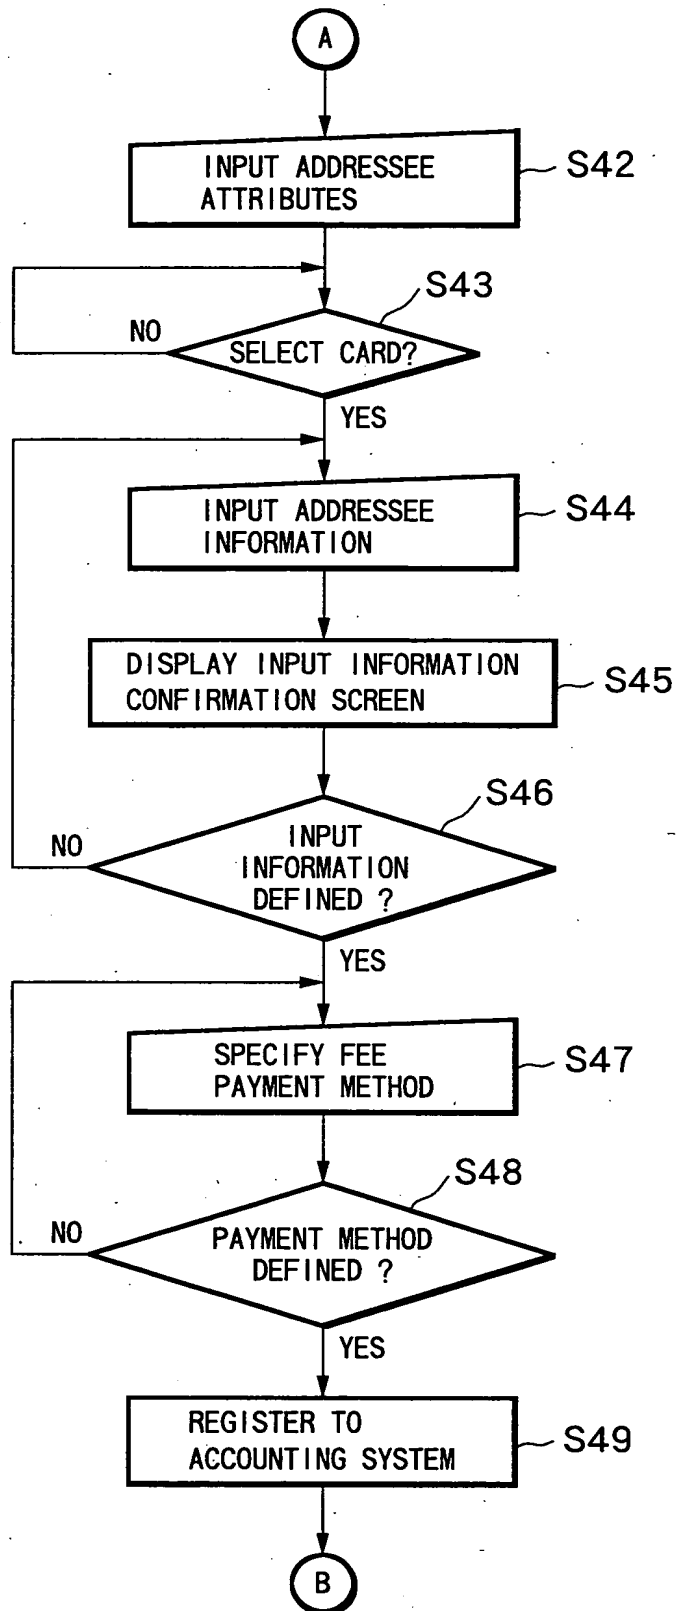 A
INPUT ADDRESSEE
ATTRIBUTES
S42
S43
NO
SELECT CARD?
YES
INPUT ADDRESSEE
INFORMATION
S44
DISPLAY INPUT INFORMATION
CONFIRMATION SCREEN
S45
S46
NO
INPUT
INFORMATION
DEFINED ?
YES
SPECIFY FEE
PAYMENT METHOD
S47
S48
NO
PAYMENT METHOD
DEFINED ?
YES
REGISTER TO
ACCOUNTING SYSTEM
S49
B